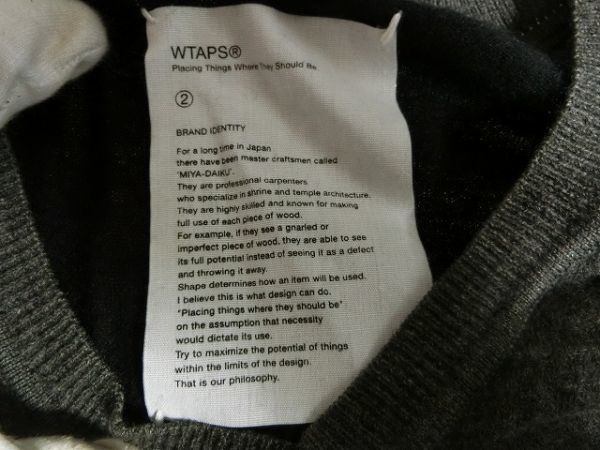 WTAPS®
Placing Things Where They Should Be
②
BRAND IDENTITY
For a long time in Japan
there have been master craftsmen called
'MIYA-DAIKU'.
They are professional carpenters
who specialize in shrine and temple architecture.
They are highly skilled and known for making
full use of each piece of wood.
For example, if they see a gnarled or
imperfect piece of wood, they are able to see
its full potential instead of seeing it as a defect
and throwing it away.
Shape determines how an item will be used.
I believe this is what design can do.
"Placing things where they should be"
on the assumption that necessity
would dictate its use.
Try to maximize the potential of things
within the limits of the design.
That is our philosophy.